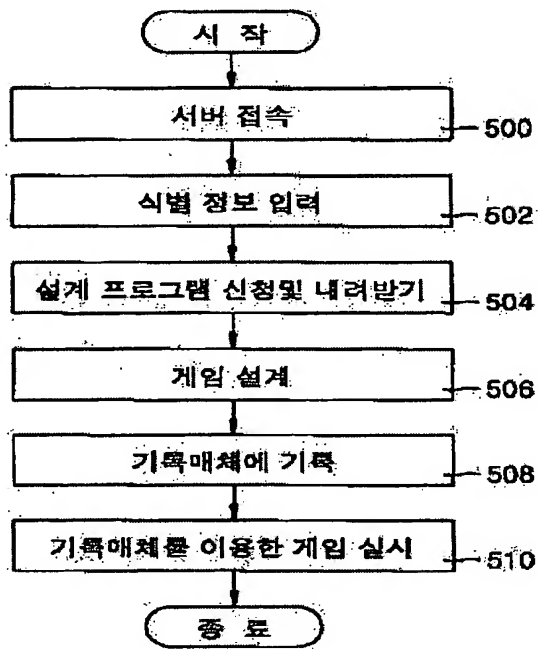 시 작
서버 접속
500
식별 정보 입력
502
설계 프로그램 신청및 내려받기
504
게임 설계
506
기록매체에 기록
508
기록매체를 이용한 게임 실시
510
종 료